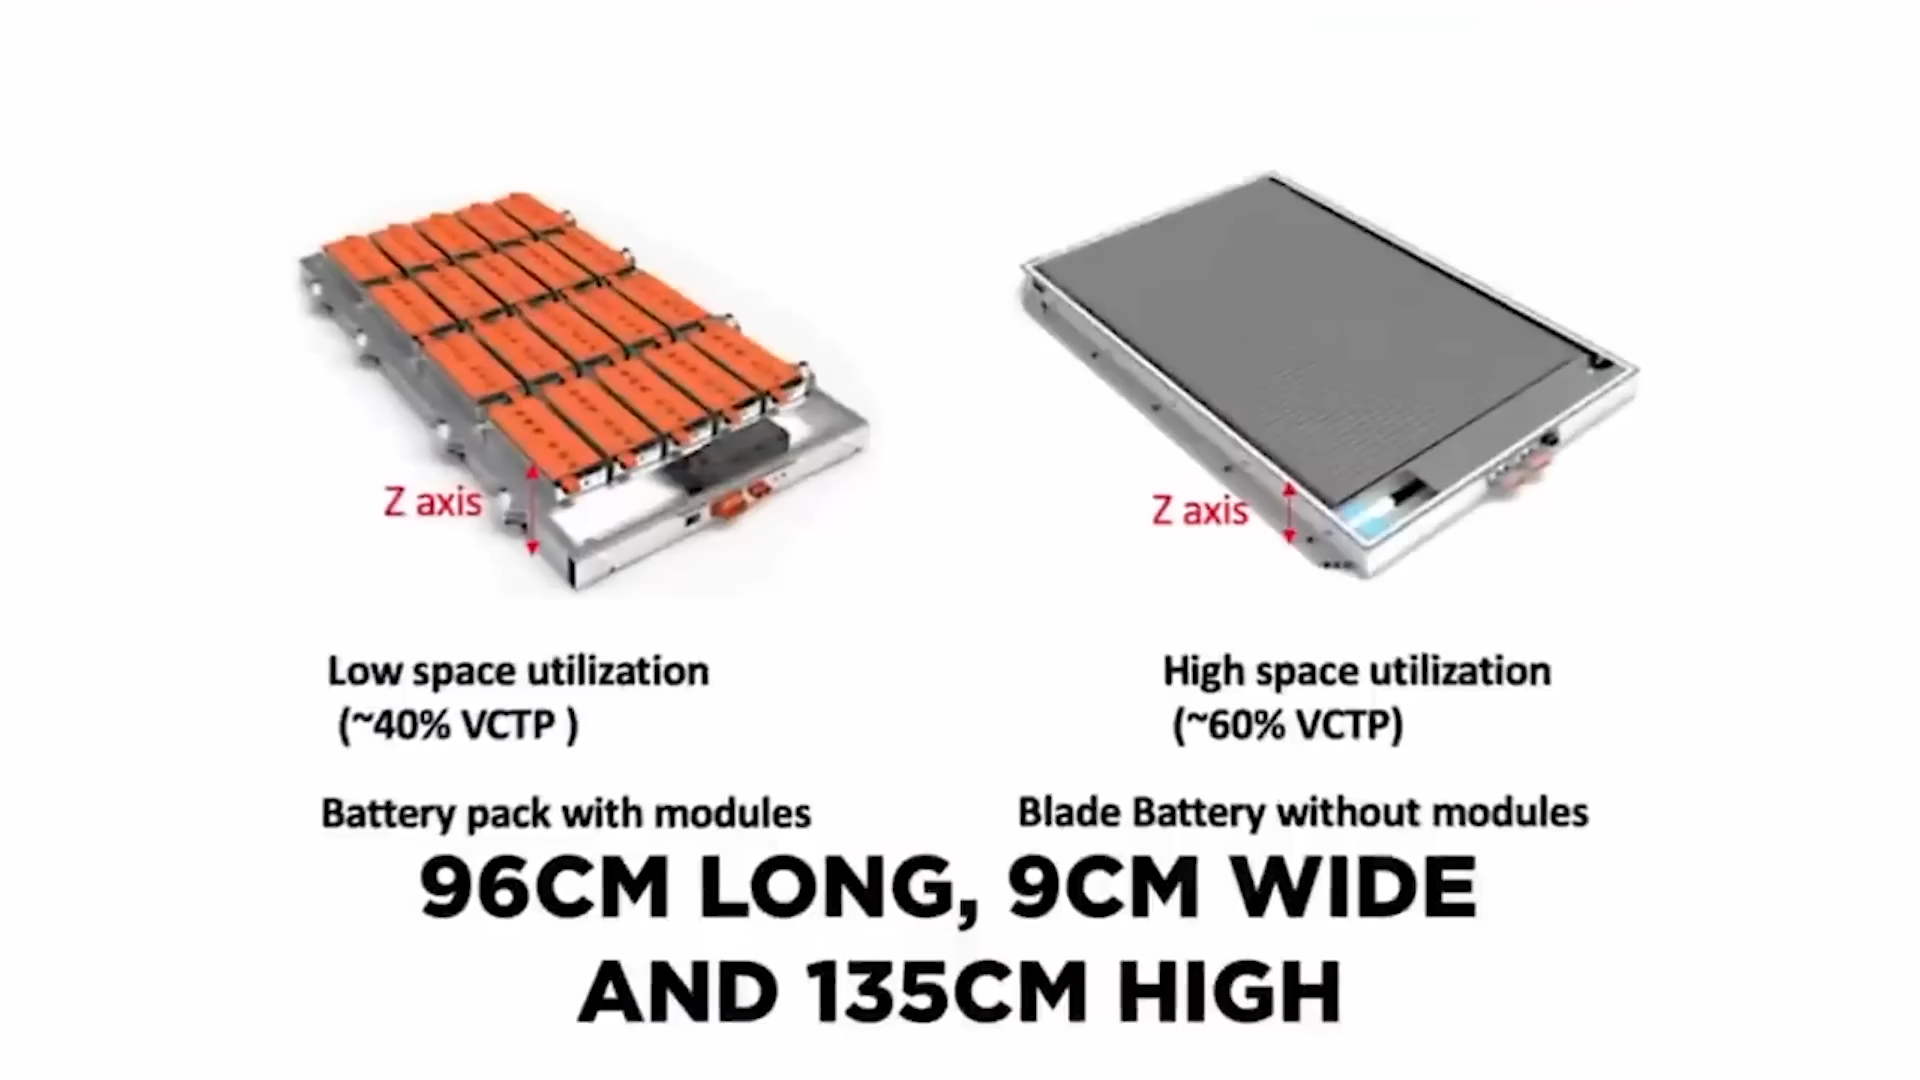 Z axis
Z axis
Low space utilization
(~40% VCTP )
High space utilization
(~60% VCTP)
Battery pack with modules
Blade Battery without modules
96CM LONG, 9CM WIDE
AND 135CM HIGH